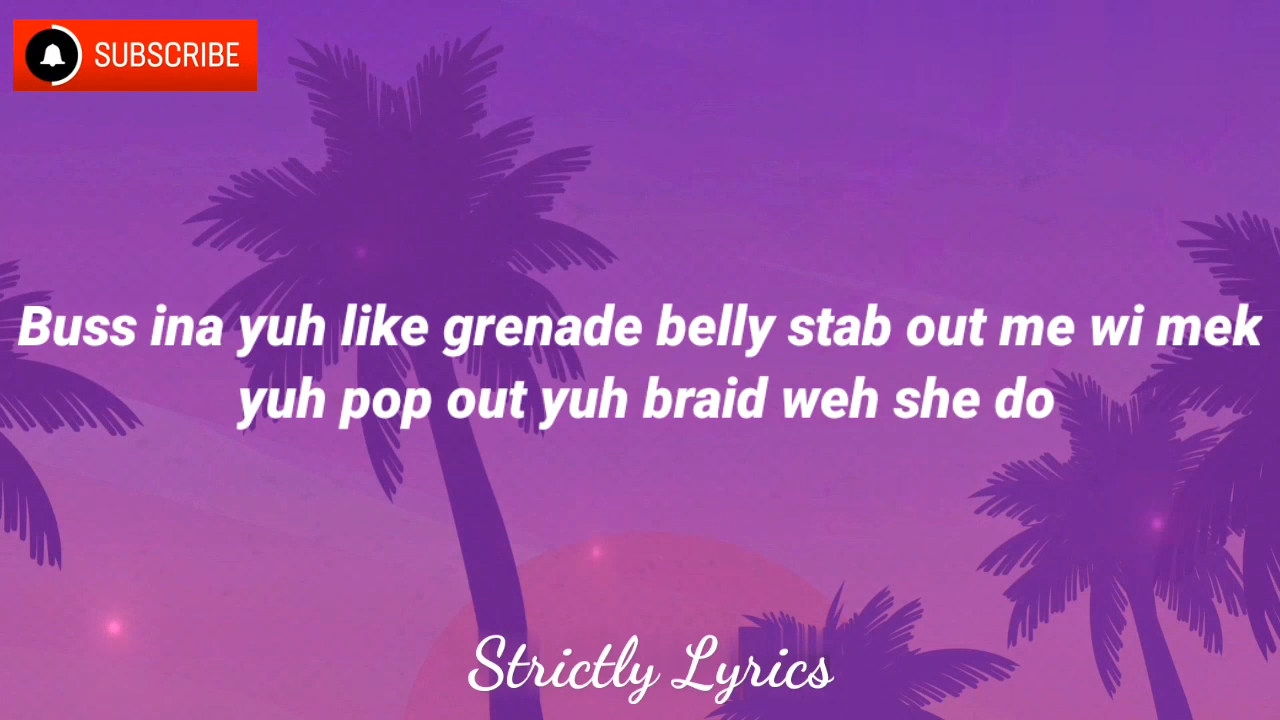 SUBSCRIBE
Buss ina yuh like grenade belly stab out me wi mek
yuh pop out yuh braid weh she do
Strictly Lyrics